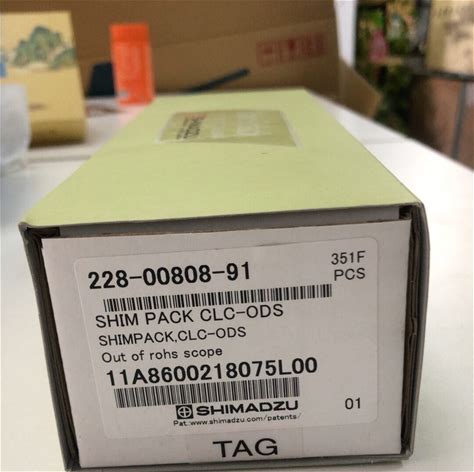 228-00808-91
351F
PCS
SHIM PACK CLC-ODS
SHIMPACK,CLC-ODS
Out of rohs scope
11A8600218075L00
SHIMADZU
01
Pat.:www.shimadzu.com/patents/
TAG